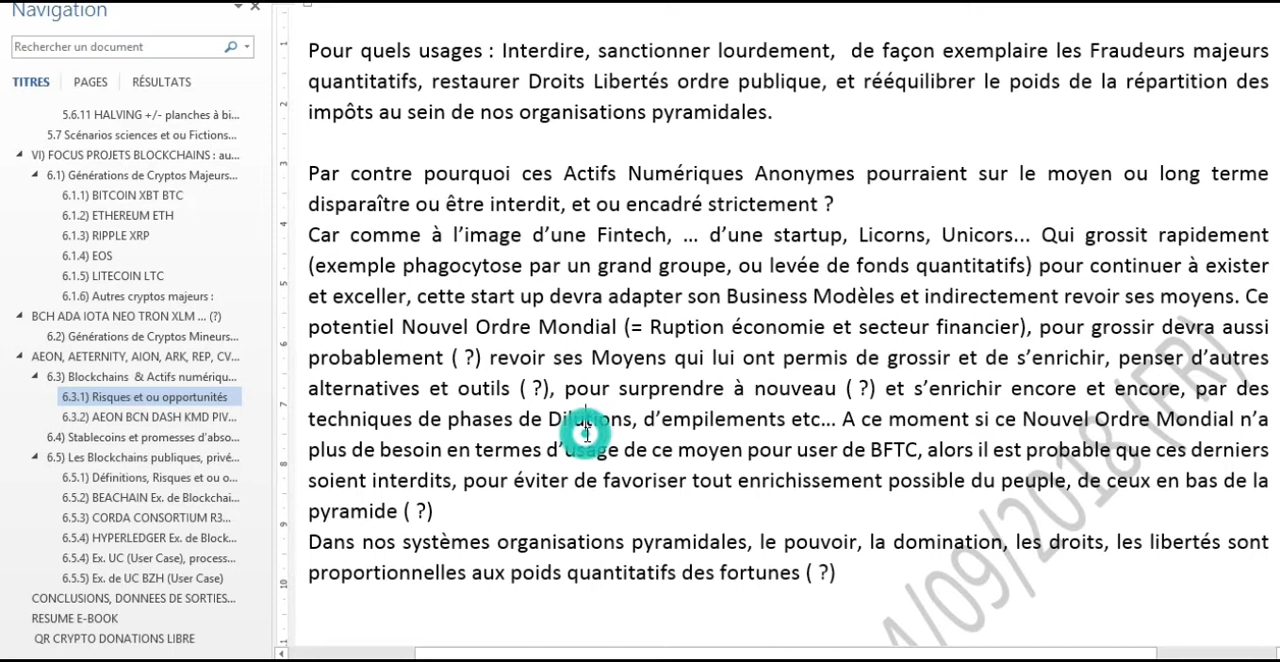 Navigation
Rechercher un document
TITRES PAGES RÉSULTATS
5.6.11 HALVING +/- planches à bi...
5.7 Scénarios sciences et ou Fictions...
VI) FOCUS PROJETS BLOCKCHAINS : au...
6.1) Générations de Cryptos Majeurs...
6.1.1) BITCOIN XBT BTC
6.1.2) ETHEREUM ETH
6.1.3) RIPPLE XRP
6.1.4) EOS
6.1.5) LITECOIN LTC
6.1.6) Autres cryptos majeurs :
BCH ADA IOTA NEO TRON XLM ... (?)
6.2) Générations de Cryptos Mineurs...
AEON, AETERNITY, AION, ARK, REP, CV...
6.3) Blockchains & Actifs numériqu...
6.3.1) Risques et ou opportunités
6.3.2) AEON BCN DASH KMD PIV...
6.4) Stablecoins et promesses d'abso...
6.5) Les Blockchains publiques, privé...
6.5.1) Définitions, Risques et ou o...
6.5.2) BEACHAIN Ex. de Blockchai...
6.5.3) CORDA CONSORTIUM R3...
6.5.4) HYPERLEDGER Ex. de Block...
6.5.4) Ex. UC (User Case), process...
6.5.5) Ex. de UC BZH (User Case)
CONCLUSIONS, DONNEES DE SORTIES...
RESUME E-BOOK
QR CRYPTO DONATIONS LIBRE
Pour quels usages : Interdire, sanctionner lourdement, de façon exemplaire les Fraudeurs majeurs
quantitatifs, restaurer Droits Libertés ordre publique, et rééquilibrer le poids de la répartition des
impôts au sein de nos organisations pyramidales.
Par contre pourquoi ces Actifs Numériques Anonymes pourraient sur le moyen ou long terme
disparaître ou être interdit, et ou encadré strictement ?
Car comme à l'image d'une Fintech, ... d'une startup, Licorns, Unicors... Qui grossit rapidement
(exemple phagocytose par un grand groupe, ou levée de fonds quantitatifs) pour continuer à exister
et exceller, cette start up devra adapter son Business Modèles et indirectement revoir ses moyens. Ce
potentiel Nouvel Ordre Mondial (= Ruption économie et secteur financier), pour grossir devra aussi
probablement ( ?) revoir ses Moyens qui lui ont permis de grossir et de s'enrichir, penser d'autres
alternatives et outils ( ?), pour surprendre à nouveau ( ?) et s'enrichir encore et encore, par des
techniques de phases de Dilutions, d'empilements etc... A ce moment si ce Nouvel Ordre Mondial n'a
plus de besoin en termes d'usage de ce moyen pour user de BFTC, alors il est probable que ces derniers
soient interdits, pour éviter de favoriser tout enrichissement possible du peuple, de ceux en bas de la
pyramide ( ?)
Dans nos systèmes organisations pyramidales, le pouvoir, la domination, les droits, les libertés sont
proportionnelles aux poids quantitatifs des fortunes ( ?)
/09/2018 (FR)